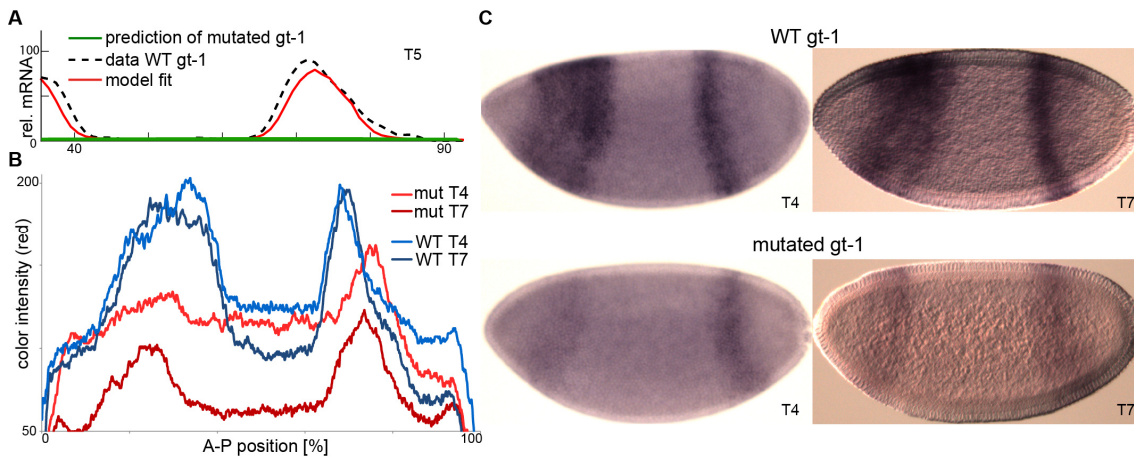 A
prediction of mutated gt-1
data WT gt-1
model fit
T5
rel. mRNA
100
0
40
90
B
color intensity (red)
200
50
mut T4
mut T7
WT T4
WT T7
0
100
A-P position [%]
C
WT gt-1
T4
T7
mutated gt-1
T4
T7